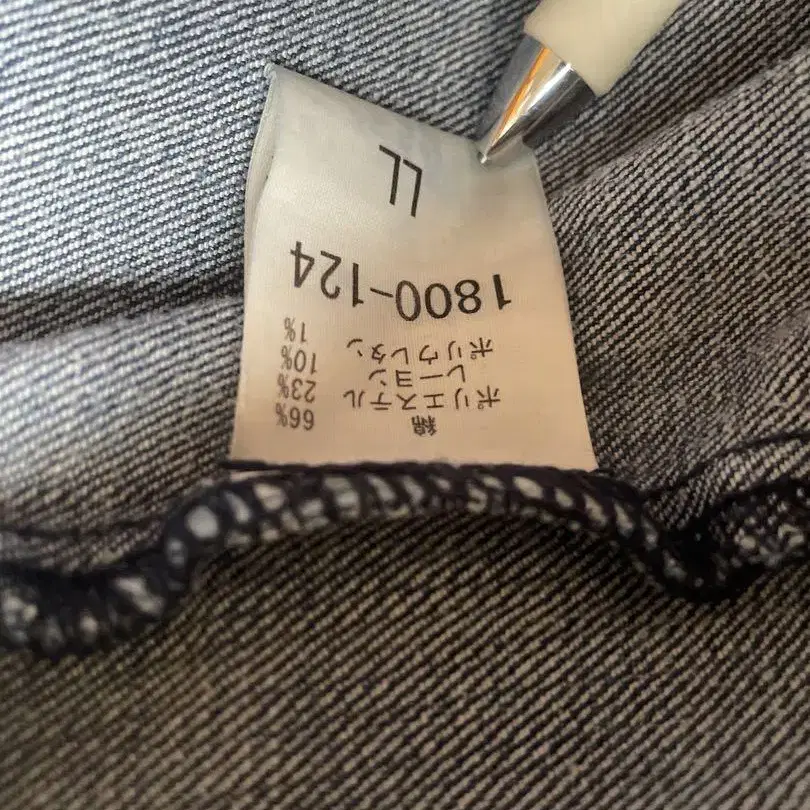 綿 66%
ポリエステル 23%
レーヨン 10%
ポリウレタン 1%
1800-124
LL